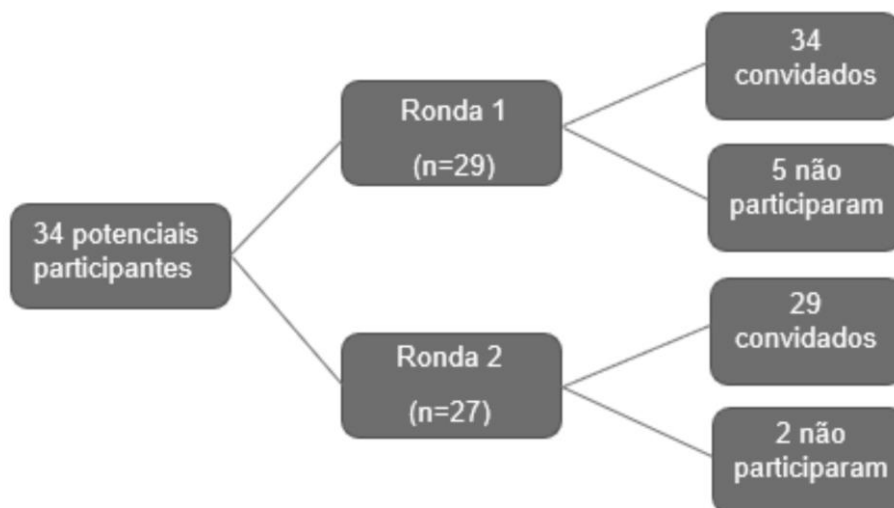 34 potenciais
participantes
Ronda 1
(n=29)
34
convidados
5 não
participaram
Ronda 2
(n=27)
29
convidados
2 não
participaram